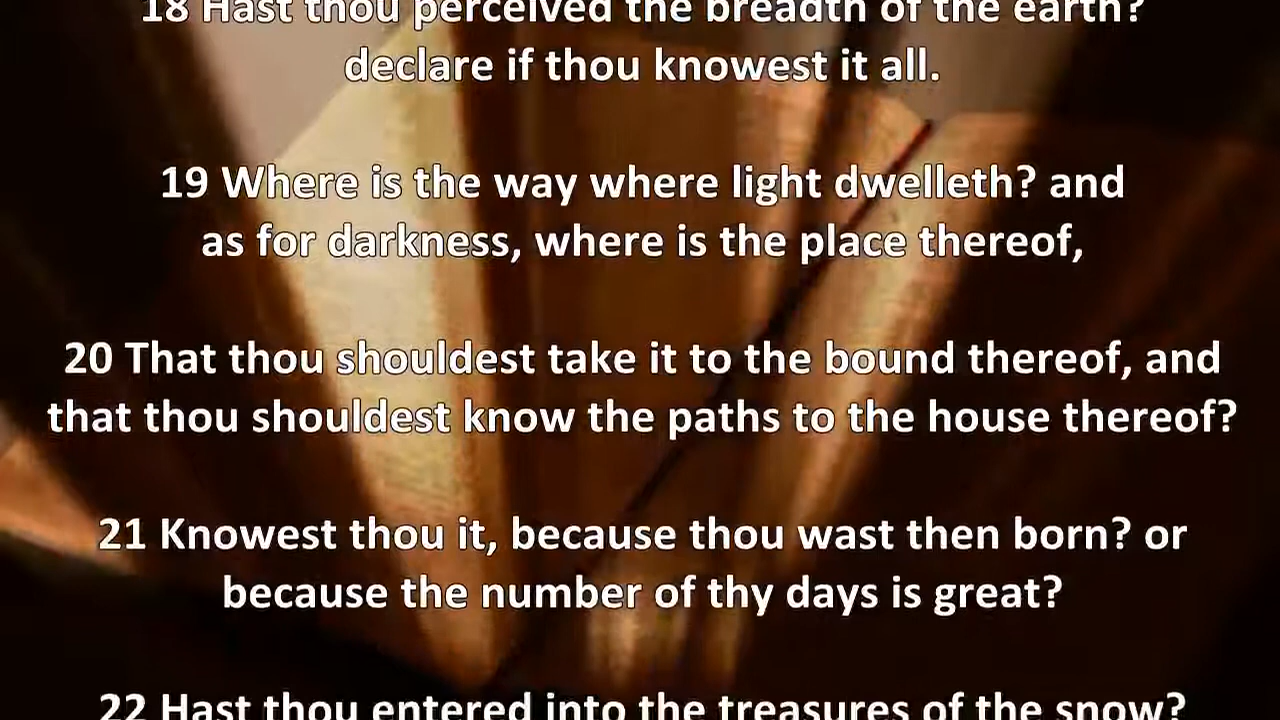 18 Hast thou perceived the breadth of the earth?
declare if thou knowest it all.
19 Where is the way where light dwelleth? and
as for darkness, where is the place thereof,
20 That thou shouldest take it to the bound thereof, and
that thou shouldest know the paths to the house thereof?
21 Knowest thou it, because thou wast then born? or
because the number of thy days is great?
22 Hast thou entered into the treasures of the snow?